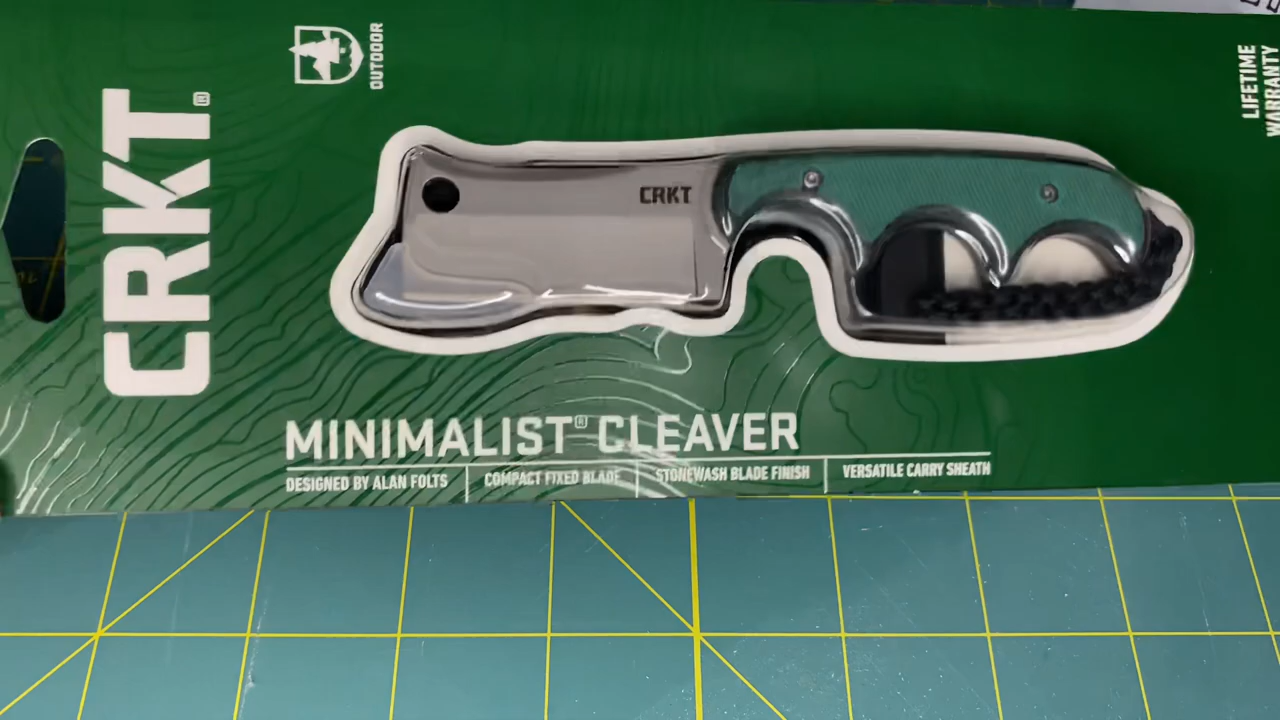 CRKT®
OUTDOOR
LIFETIME
WARRANTY
CRKT
MINIMALIST® CLEAVER
DESIGNED BY ALAN FOLTS
COMPACT FIXED BLADE
STONEWASH BLADE FINISH
VERSATILE CARRY SHEATH